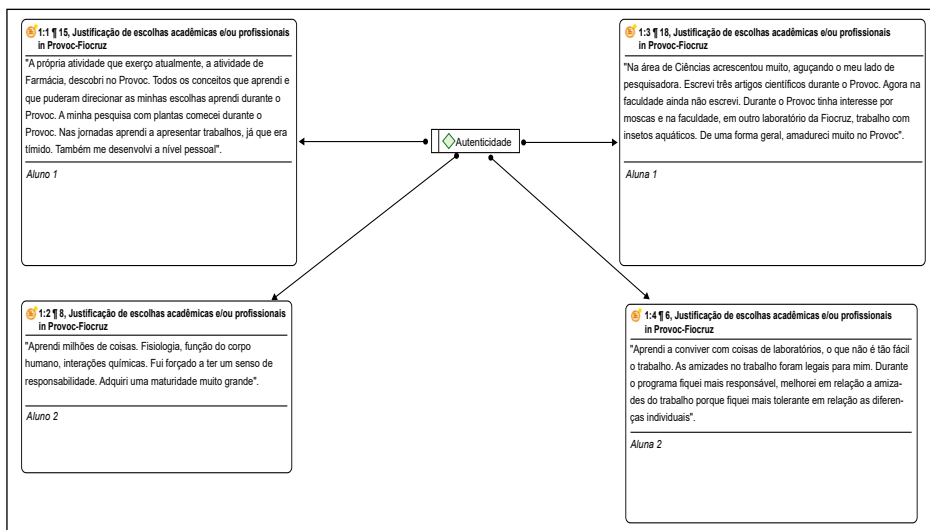 1:1 ¶ 15, Justificação de escolhas acadêmicas e/ou profissionais
in Provoc-Fiocruz
"A própria atividade que exerço atualmente, a atividade de
Farmácia, descobri no Provoc. Todos os conceitos que aprendi e
que puderam direcionar as minhas escolhas aprendi durante o
Provoc. A minha pesquisa com plantas comecei durante o
Provoc. Nas jornadas aprendi a apresentar trabalhos, já que era
tímido. Também me desenvolvi a nível pessoal".
Aluno 1
1:3 ¶ 18, Justificação de escolhas acadêmicas e/ou profissionais
in Provoc-Fiocruz
"Na área de Ciências acrescentou muito, aguçando o meu lado de
pesquisadora. Escrevi três artigos científicos durante o Provoc. Agora na
faculdade ainda não escrevi. Durante o Provoc tinha interesse por
moscas e na faculdade, em outro laboratório da Fiocruz, trabalho com
insetos aquáticos. De uma forma geral, amadureci muito no Provoc".
Aluna 1
Autenticidade
1:2 ¶ 8, Justificação de escolhas acadêmicas e/ou profissionais
in Provoc-Fiocruz
"Aprendi milhões de coisas. Fisiologia, função do corpo
humano, interações químicas. Fui forçado a ter um senso de
responsabilidade. Adquiri uma maturidade muito grande".
Aluno 2
1:4 ¶ 6, Justificação de escolhas acadêmicas e/ou profissionais
in Provoc-Fiocruz
"Aprendi a conviver com coisas de laboratórios, o que não é tão fácil
o trabalho. As amizades no trabalho foram legais para mim. Durante
o programa fiquei mais responsável, melhorei em relação a amiza-
des do trabalho porque fiquei mais tolerante em relação as diferen-
ças individuais".
Aluna 2